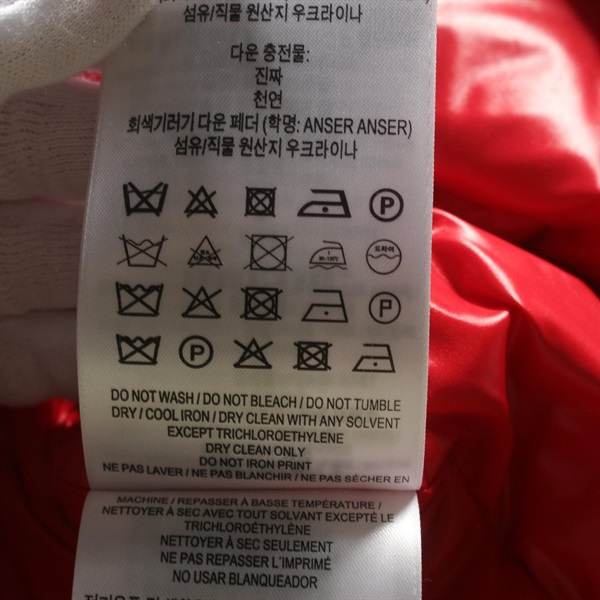 섬유/직물 원산지 우크라이나
다운 충전물:
진짜
천연
회색기러기 다운 페더 (학명: ANSER ANSER)
섬유/직물 원산지 우크라이나
P
드라이
P
P
DO NOT WASH / DO NOT BLEACH / DO NOT TUMBLE
DRY / COOL IRON / DRY CLEAN WITH ANY SOLVENT
EXCEPT TRICHLOROETHYLENE
DRY CLEAN ONLY
DO NOT IRON PRINT
NE PAS LAVER / NE PAS BLANCHIR / NE PAS SÉCHER EN
MACHINE / REPASSER À BASSE TEMPÉRATURE /
NETTOYER À SEC AVEC TOUT SOLVANT EXCEPTÉ LE
TRICHLOROÉTHYLÈNE
NETTOYER À SEC SEULEMENT
NE PAS REPASSER L'IMPRIMÉ
NO USAR BLANQUEADOR